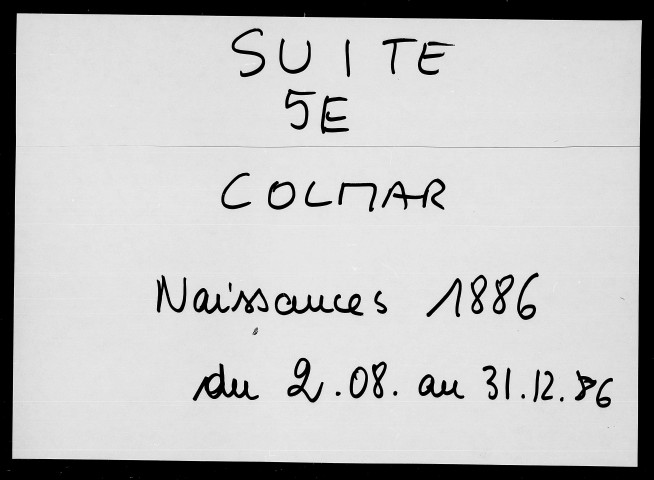 SUITE
5E
COLMAR
Naissances 1886
du 2.08. au 31.12.86